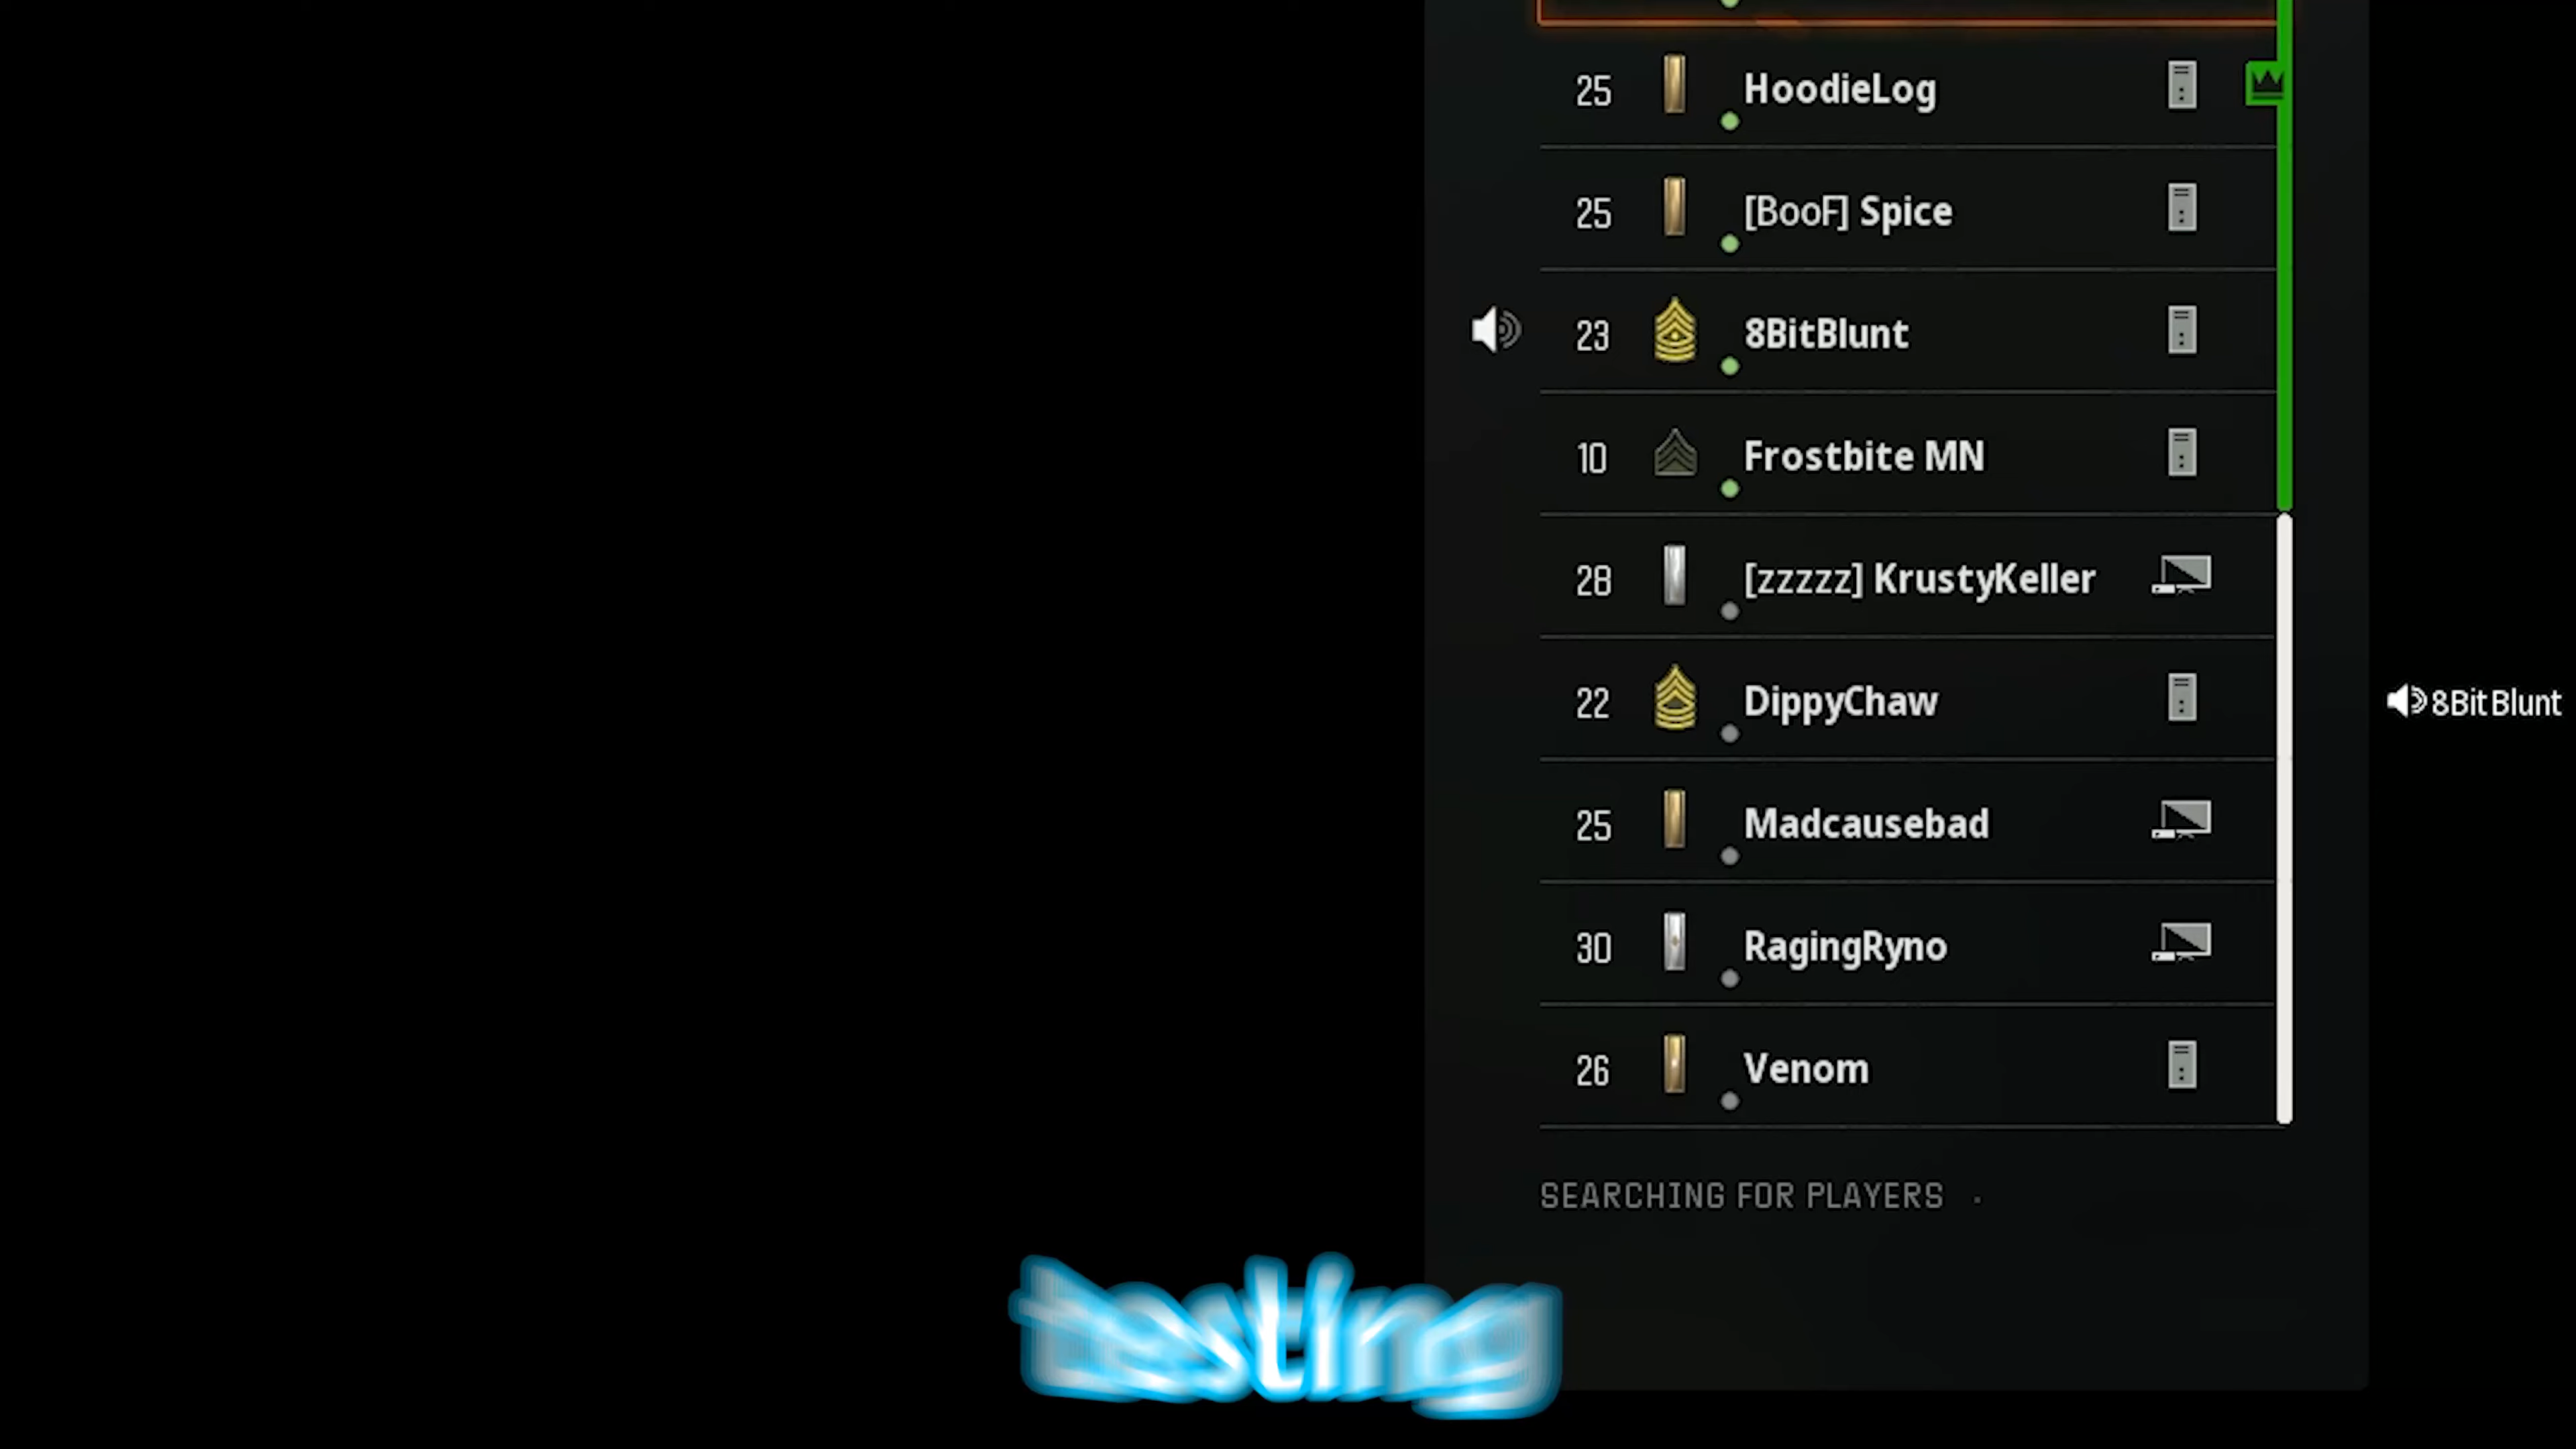 25 HoodieLog
25 [BooF] Spice
23 8BitBlunt
10 Frostbite MN
28 [zzzzz] KrustyKeller
22 DippyChaw
8BitBlunt
25 Madcausebad
30 RagingRyno
26 Venom
SEARCHING FOR PLAYERS .